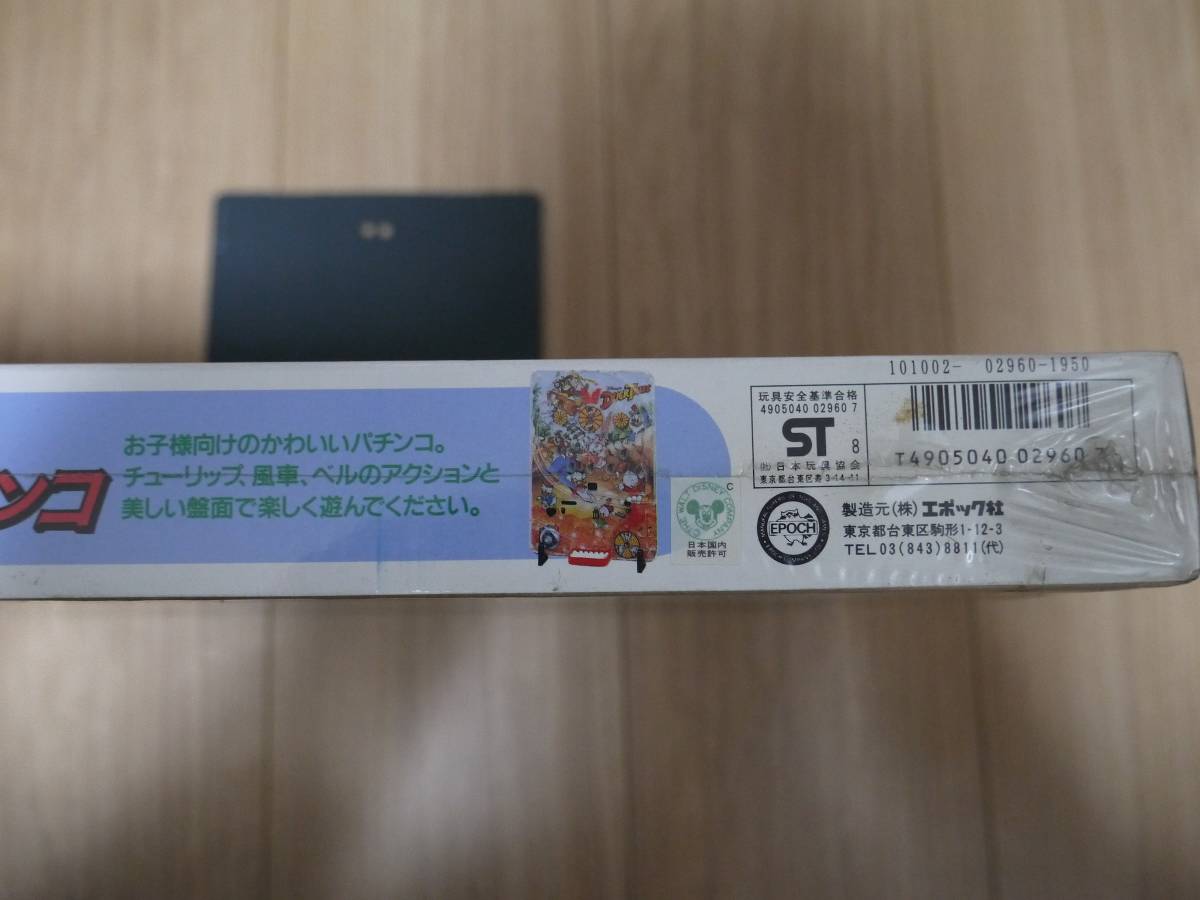 ンコ
お子様向けのかわいいパチンコ。
チューリップ、風車、ベルのアクションと
美しい盤面で楽しく遊んでください。
C
THE WALT DISNEY COMPANY
日本国内
販売許可
玩具安全基準合格
4905040 02960 7
ST 8
㈳日本玩具協会
東京都台東区寿3-14-11
EPOCH
製造元(株)エポック社
東京都台東区駒形1-12-3
TEL03(843)8811(代)
101002- 02960-1950
T4905040 02960 7